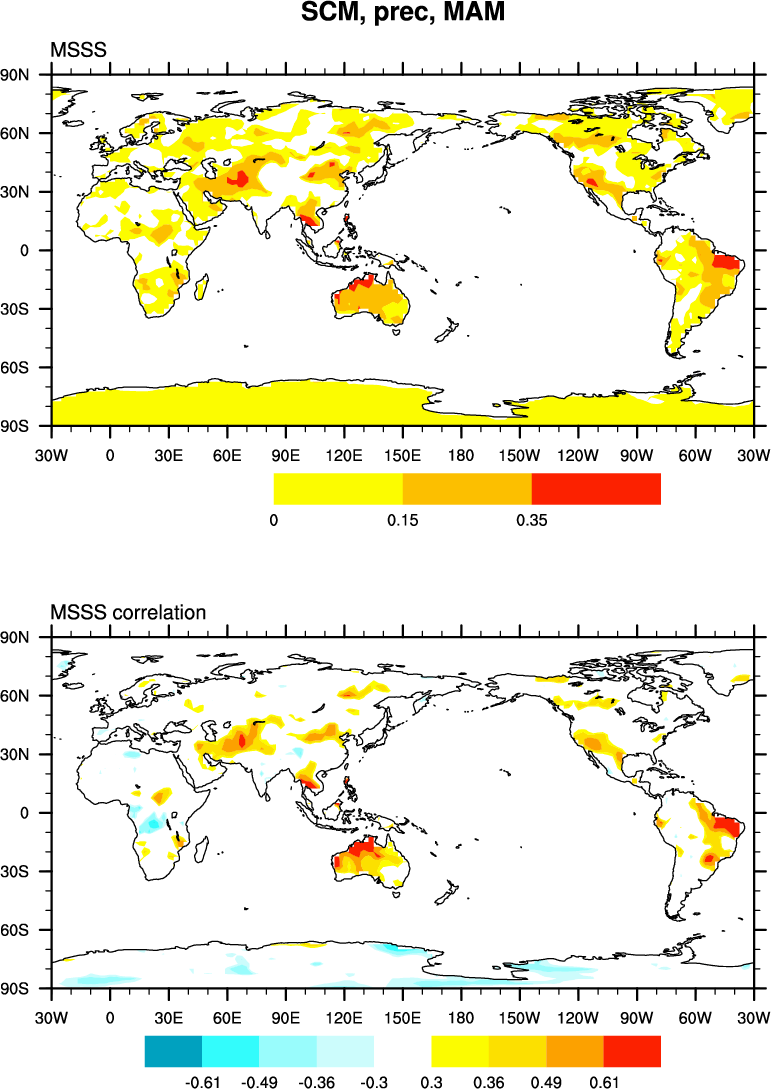 SCM, prec, MAM
MSSS
90N
60N
30N
0
30S
60S
90S
30W 0 30E 60E 90E 120E 150E 180 150W 120W 90W 60W 30W
0 0.15 0.35
MSSS correlation
90N
60N
30N
0
30S
60S
90S
30W 0 30E 60E 90E 120E 150E 180 150W 120W 90W 60W 30W
-0.61 -0.49 -0.36 -0.3 0.3 0.36 0.49 0.61